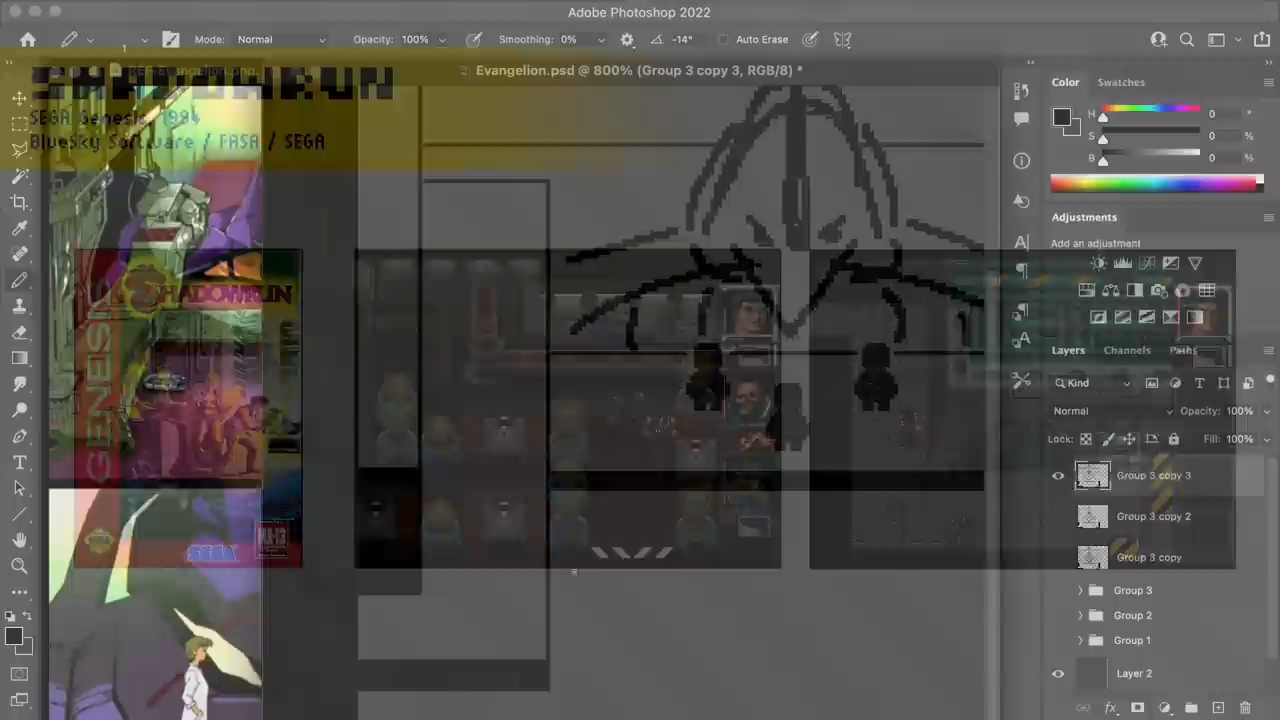 Adobe Photoshop 2022
Mode: Normal
Opacity: 100%
Smoothing: 0%
-14°
Auto Erase
Evangelion.psd @ 800% (Group 3 copy 3, RGB/8) *
SHADOWRUN
SEGA Genesis, 1994
BlueSky Software / FASA / SEGA
Color
Swatches
H
0
°
S
0
%
B
0
%
Adjustments
Add an adjustment
SHADOWRUN
GENESIS
SEGA
MA-13
Layers
Channels
Paths
Kind
Normal
Opacity: 100%
Lock:
Fill: 100%
Group 3 copy 3
Group 3 copy 2
Group 3 copy
Group 3
Group 2
Group 1
Layer 2